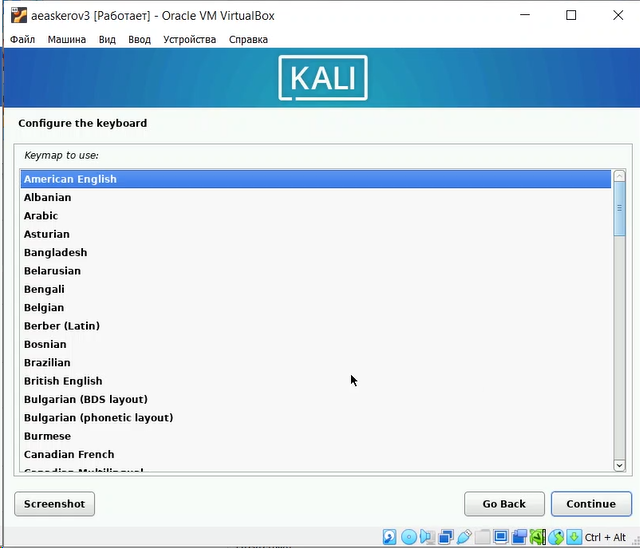 aeaskerov3 [Работает] - Oracle VM VirtualBox
Файл Машина Вид Ввод Устройства Справка
KALI
Configure the keyboard
Keymap to use:
American English
Albanian
Arabic
Asturian
Bangladesh
Belarusian
Bengali
Belgian
Berber (Latin)
Bosnian
Brazilian
British English
Bulgarian (BDS layout)
Bulgarian (phonetic layout)
Burmese
Canadian French
Canadian Multilingual
Screenshot Go Back Continue
Ctrl + Alt